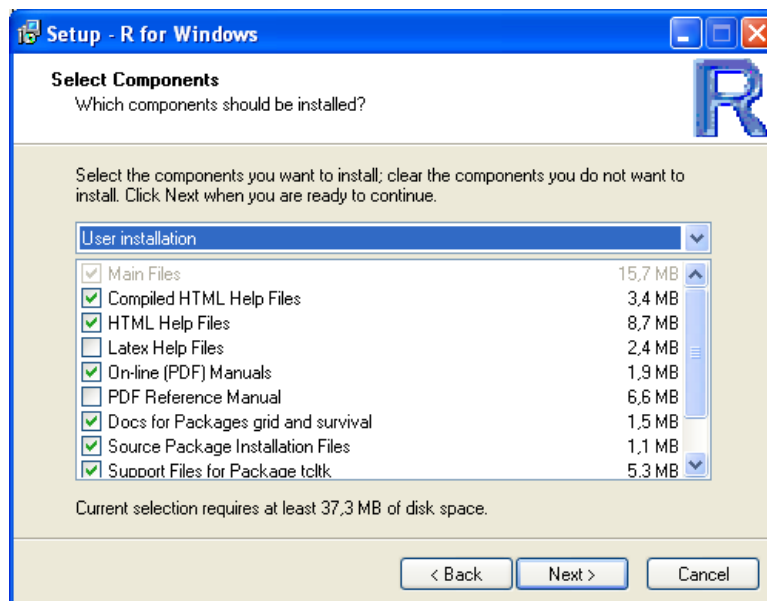 Setup - R for Windows
Select Components
Which components should be installed?
R
Select the components you want to install; clear the components you do not want to
install. Click Next when you are ready to continue.
User installation
Main Files 15,7 MB
Compiled HTML Help Files 3,4 MB
HTML Help Files 8,7 MB
Latex Help Files 2,4 MB
On-line (PDF) Manuals 1,9 MB
PDF Reference Manual 6,6 MB
Docs for Packages grid and survival 1,5 MB
Source Package Installation Files 1,1 MB
Support Files for Package tcltk 5,3 MB
Current selection requires at least 37,3 MB of disk space.
< Back Next > Cancel